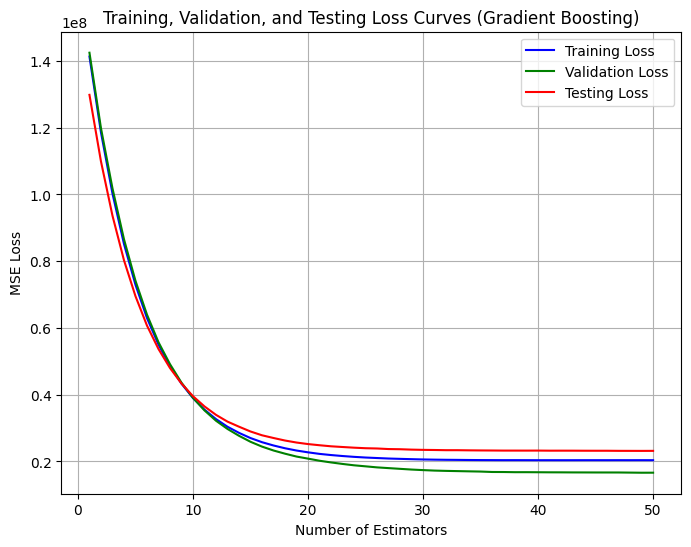 Training, Validation, and Testing Loss Curves (Gradient Boosting)
1e8
Training Loss
Validation Loss
Testing Loss
1.4
1.2
1.0
0.8
0.6
0.4
0.2
MSE Loss
0 10 20 30 40 50
Number of Estimators